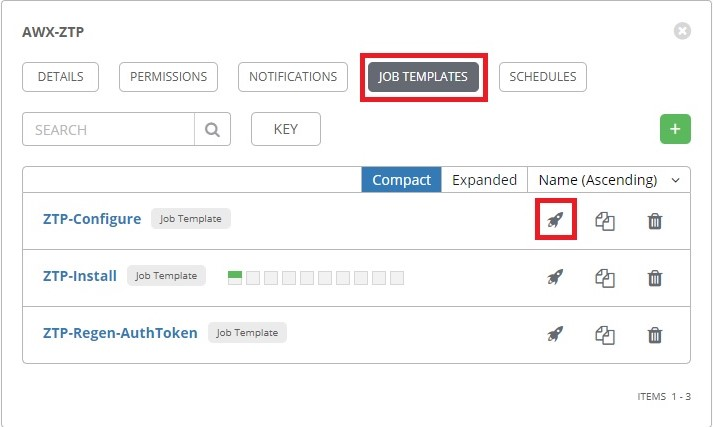 AWX-ZTP
DETAILS PERMISSIONS NOTIFICATIONS JOB TEMPLATES SCHEDULES
SEARCH KEY
Compact Expanded Name (Ascending)
ZTP-Configure Job Template
ZTP-Install Job Template
ZTP-Regen-AuthToken Job Template
ITEMS 1 - 3